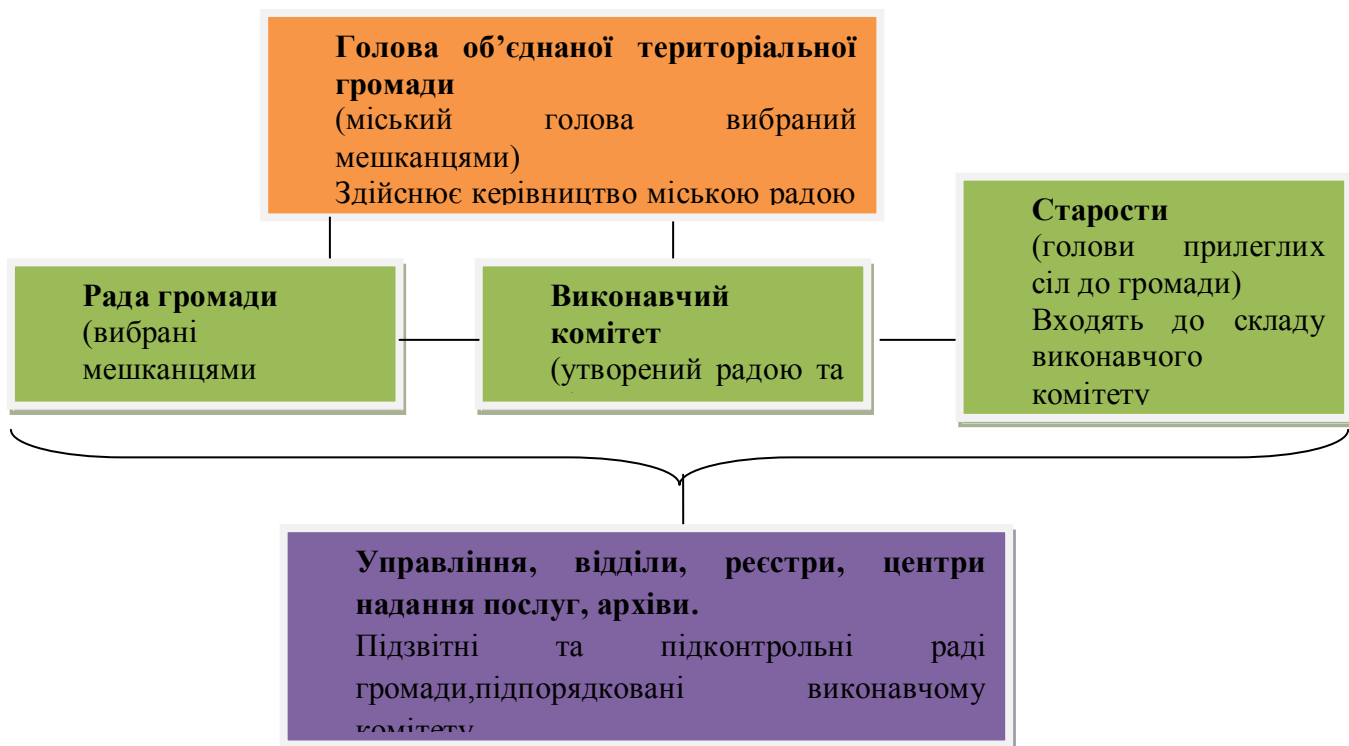 Голова об’єднаної територіальної
громади
(міський голова вибраний
мешканцями)
Здійснює керівництво міською радою
Старости
(голови прилеглих
сіл до громади)
Входять до складу
виконавчого
комітету
Рада громади
(вибрані
мешканцями
Виконавчий
комітет
(утворений радою та
Управління, відділи, реєстри, центри
надання послуг, архіви.
Підзвітні та підконтрольні раді
громади,підпорядковані виконавчому
комітету